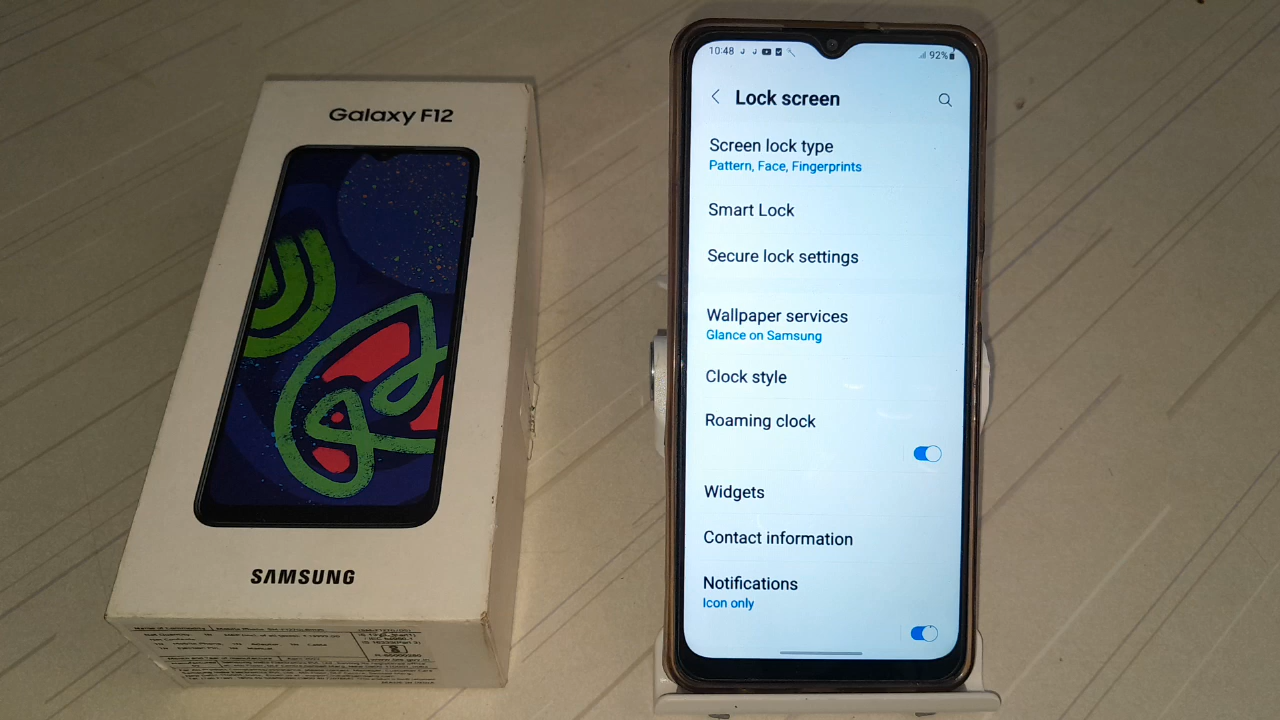 Galaxy F12
SAMSUNG
10:48
92%
Lock screen
Screen lock type
Pattern, Face, Fingerprints
Smart Lock
Secure lock settings
Wallpaper services
Glance on Samsung
Clock style
Roaming clock
Widgets
Contact information
Notifications
Icon only